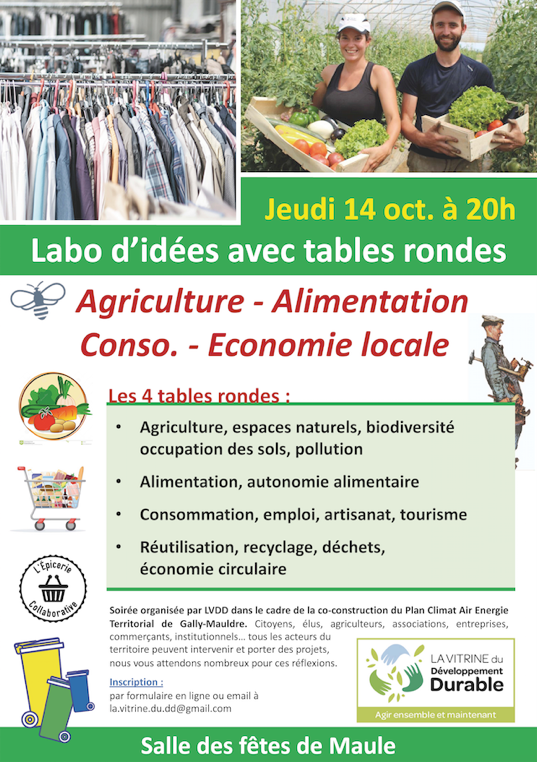 Jeudi 14 oct. à 20h
Labo d'idées avec tables rondes
Agriculture - Alimentation
Conso. - Economie locale
Les 4 tables rondes :
• Agriculture, espaces naturels, biodiversité
occupation des sols, pollution
• Alimentation, autonomie alimentaire
• Consommation, emploi, artisanat, tourisme
• Réutilisation, recyclage, déchets,
économie circulaire
L'Epicerie
Collaborative
Soirée organisée par LVDD dans le cadre de la co-construction du Plan Climat Air Energie
Territorial de Gally-Mauldre. Citoyens, élus, agriculteurs, associations, entreprises,
commerçants, institutionnels... tous les acteurs du
territoire peuvent intervenir et porter des projets,
nous vous attendons nombreux pour ces réflexions.
Inscription :
par formulaire en ligne ou email à
la.vitrine.du.dd@gmail.com
LA VITRINE du
Développement
Durable
Agir ensemble et maintenant
Salle des fêtes de Maule